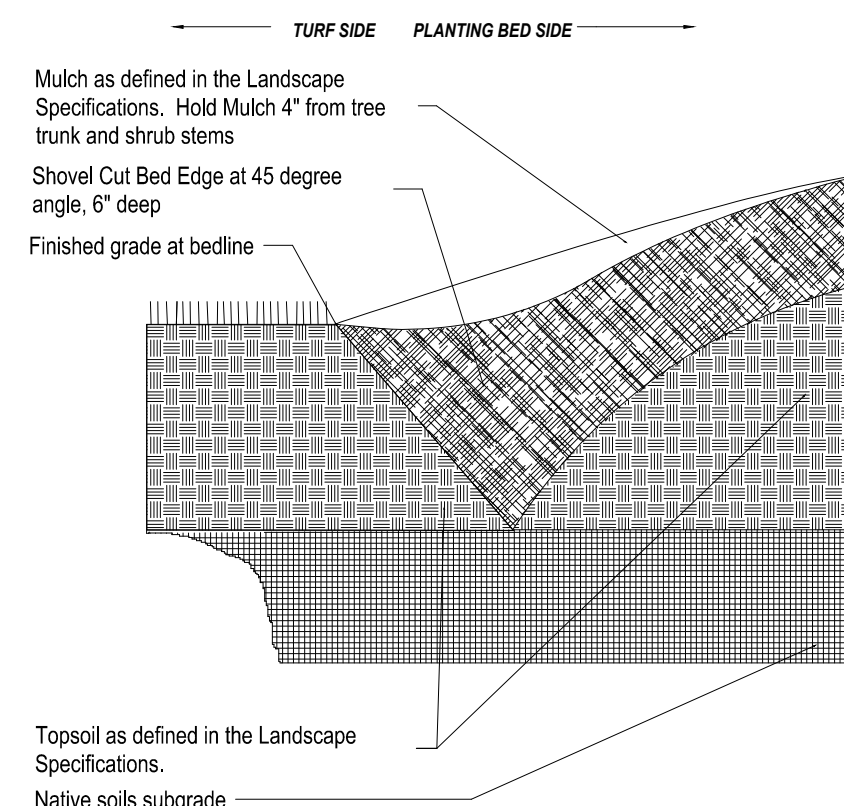 TURF SIDE PLANTING BED SIDE
Mulch as defined in the Landscape
Specifications. Hold Mulch 4" from tree
trunk and shrub stems
Shovel Cut Bed Edge at 45 degree
angle, 6" deep
Finished grade at bedline
Topsoil as defined in the Landscape
Specifications.
Native soils subgrade